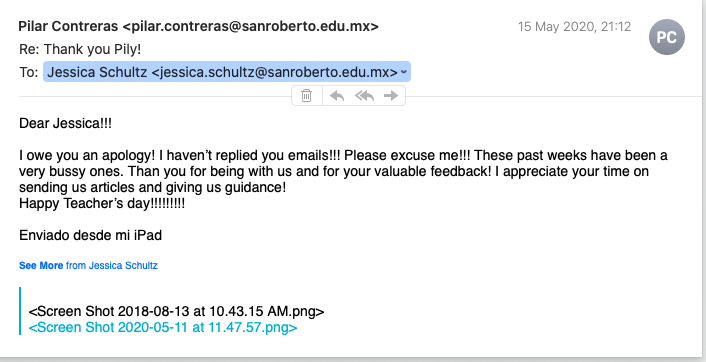 Pilar Contreras <pilar.contreras@sanroberto.edu.mx>
15 May 2020, 21:12
PC
Re: Thank you Pily!
To: Jessica Schultz <jessica.schultz@sanroberto.edu.mx>
Dear Jessica!!!
I owe you an apology! I haven't replied you emails!!! Please excuse me!!! These past weeks have been a
very bussy ones. Than you for being with us and for your valuable feedback! I appreciate your time on
sending us articles and giving us guidance!
Happy Teacher's day!!!!!!!!!
Enviado desde mi iPad
See More from Jessica Schultz
<Screen Shot 2018-08-13 at 10.43.15 AM.png>
<Screen Shot 2020-05-11 at 11.47.57.png>